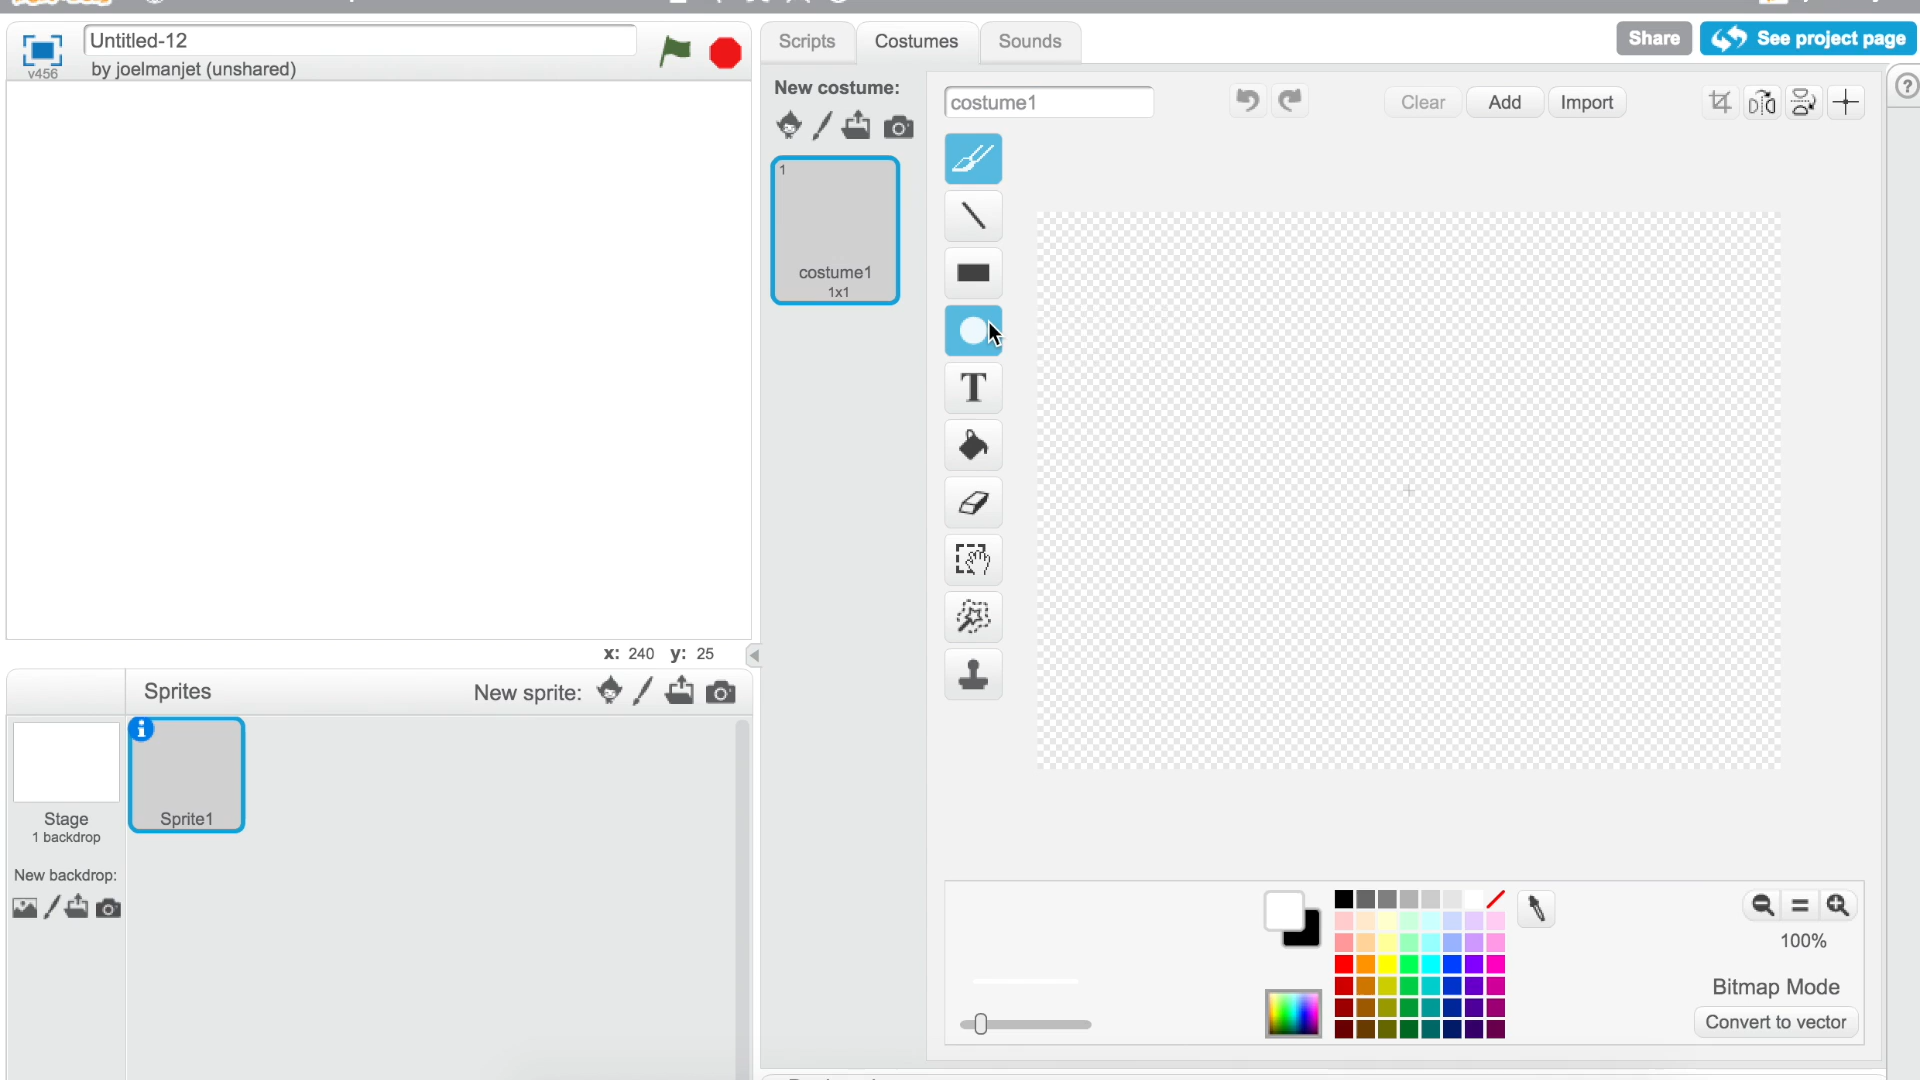 Untitled-12
by joelmanjet (unshared)
v456
Scripts
Costumes
Sounds
Share
See project page
?
New costume:
costume1
Clear
Add
Import
1
costume1
1x1
T
x: 240 y: 25
Sprites
New sprite:
i
Sprite1
Stage
1 backdrop
New backdrop:
100%
Bitmap Mode
Convert to vector